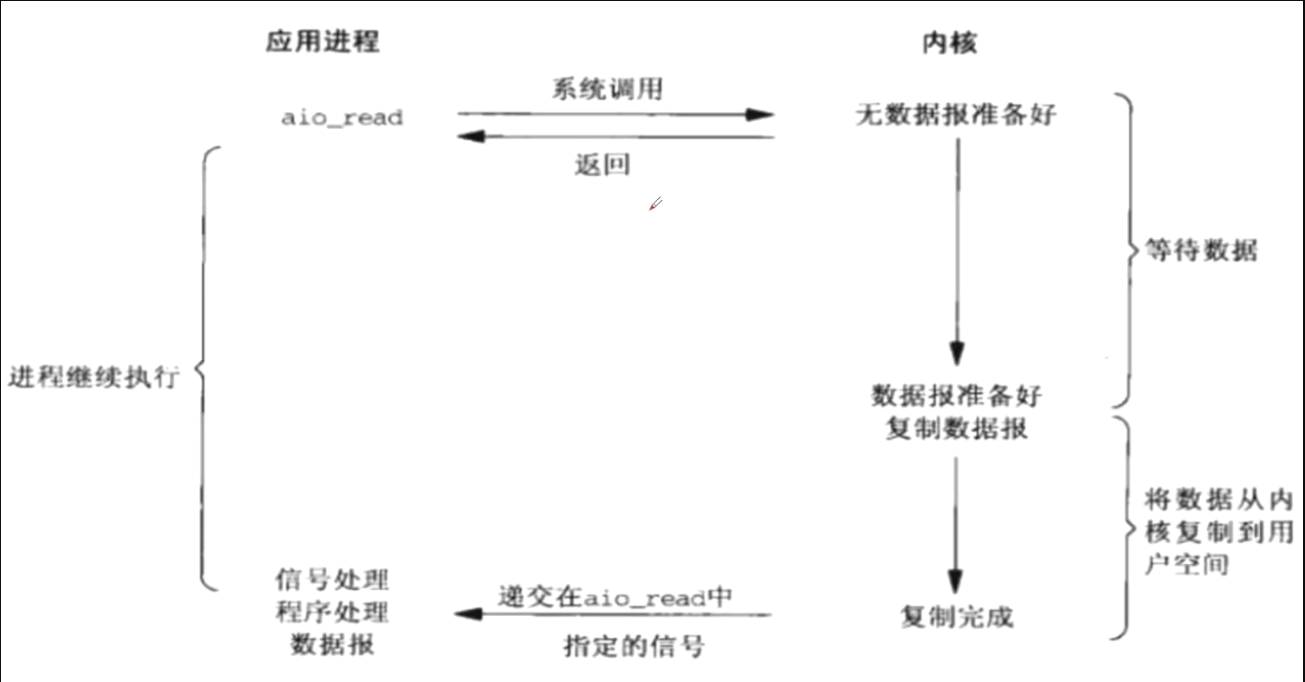 应用进程
内核
系统调用
aio_read
无数据报准备好
返回
等待数据
进程继续执行
数据报准备好
复制数据报
将数据从内
核复制到用
户空间
信号处理
程序处理
数据报
递交在aio_read中
指定的信号
复制完成